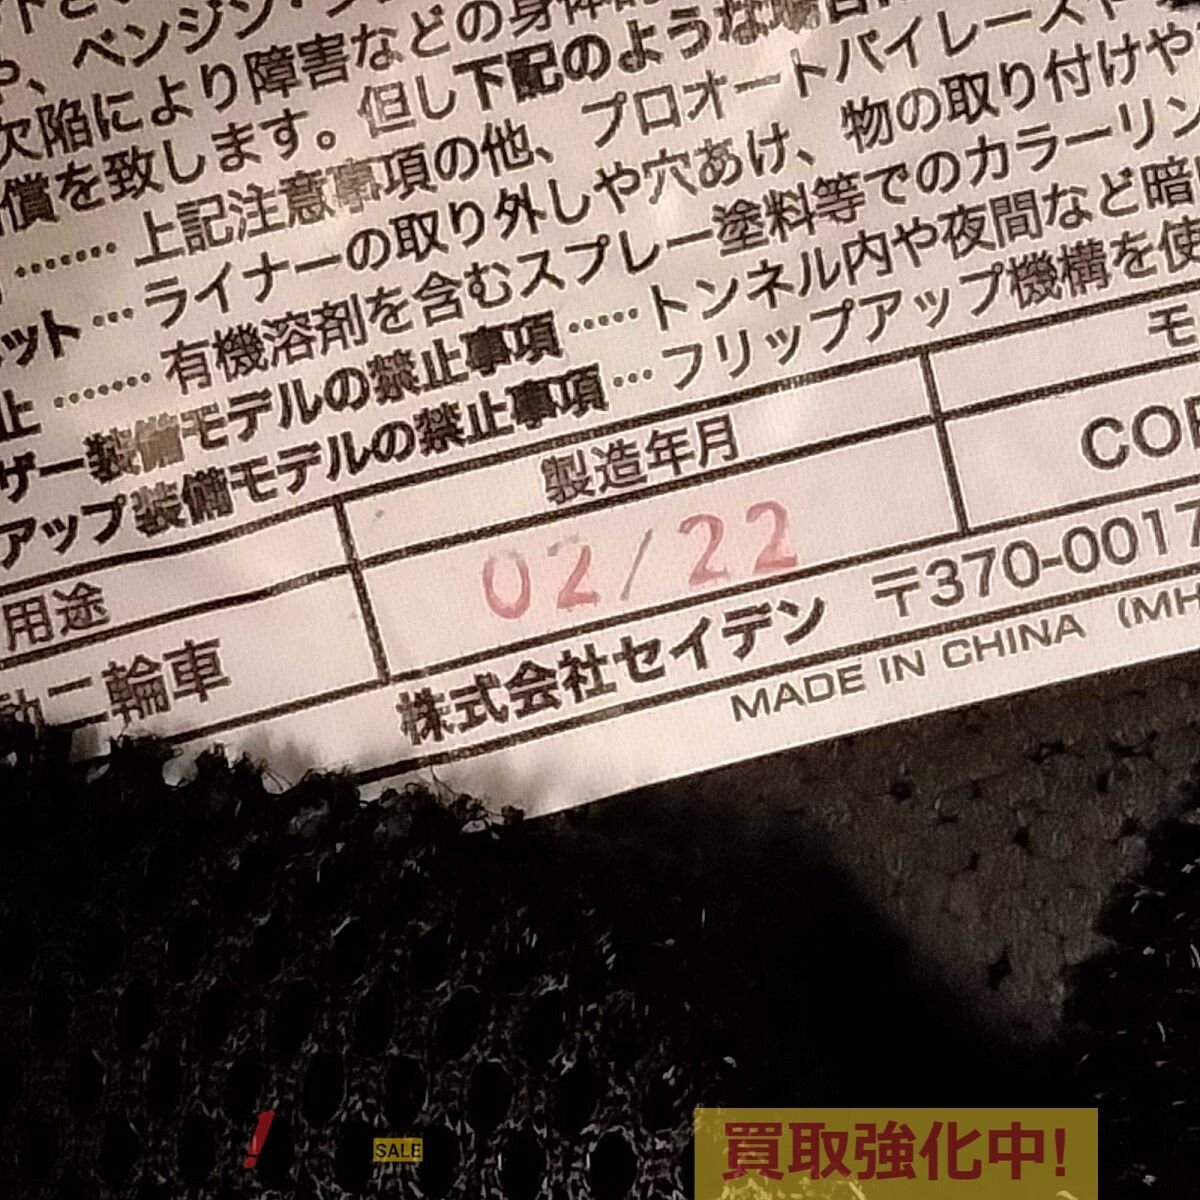 や、ベンジン・
欠陥により障害などの身体的
償を致します。但し下記のような場合
上記注意事項の他、プロオートバイレースや
ット … ライナーの取り外しや穴あけ、物の取り付けや
止 ……… 有機溶剤を含むスプレー塗料等でのカラーリン
ザー装備モデルの禁止事項 …… トンネル内や夜間など暗
アップ装備モデルの禁止事項 … フリップアップ機構を使
用途 製造年月 モ
動二輪車 02/22 COR
株式会社セイデン 〒370-0017
MADE IN CHINA (MH
! SALE 買取強化中!